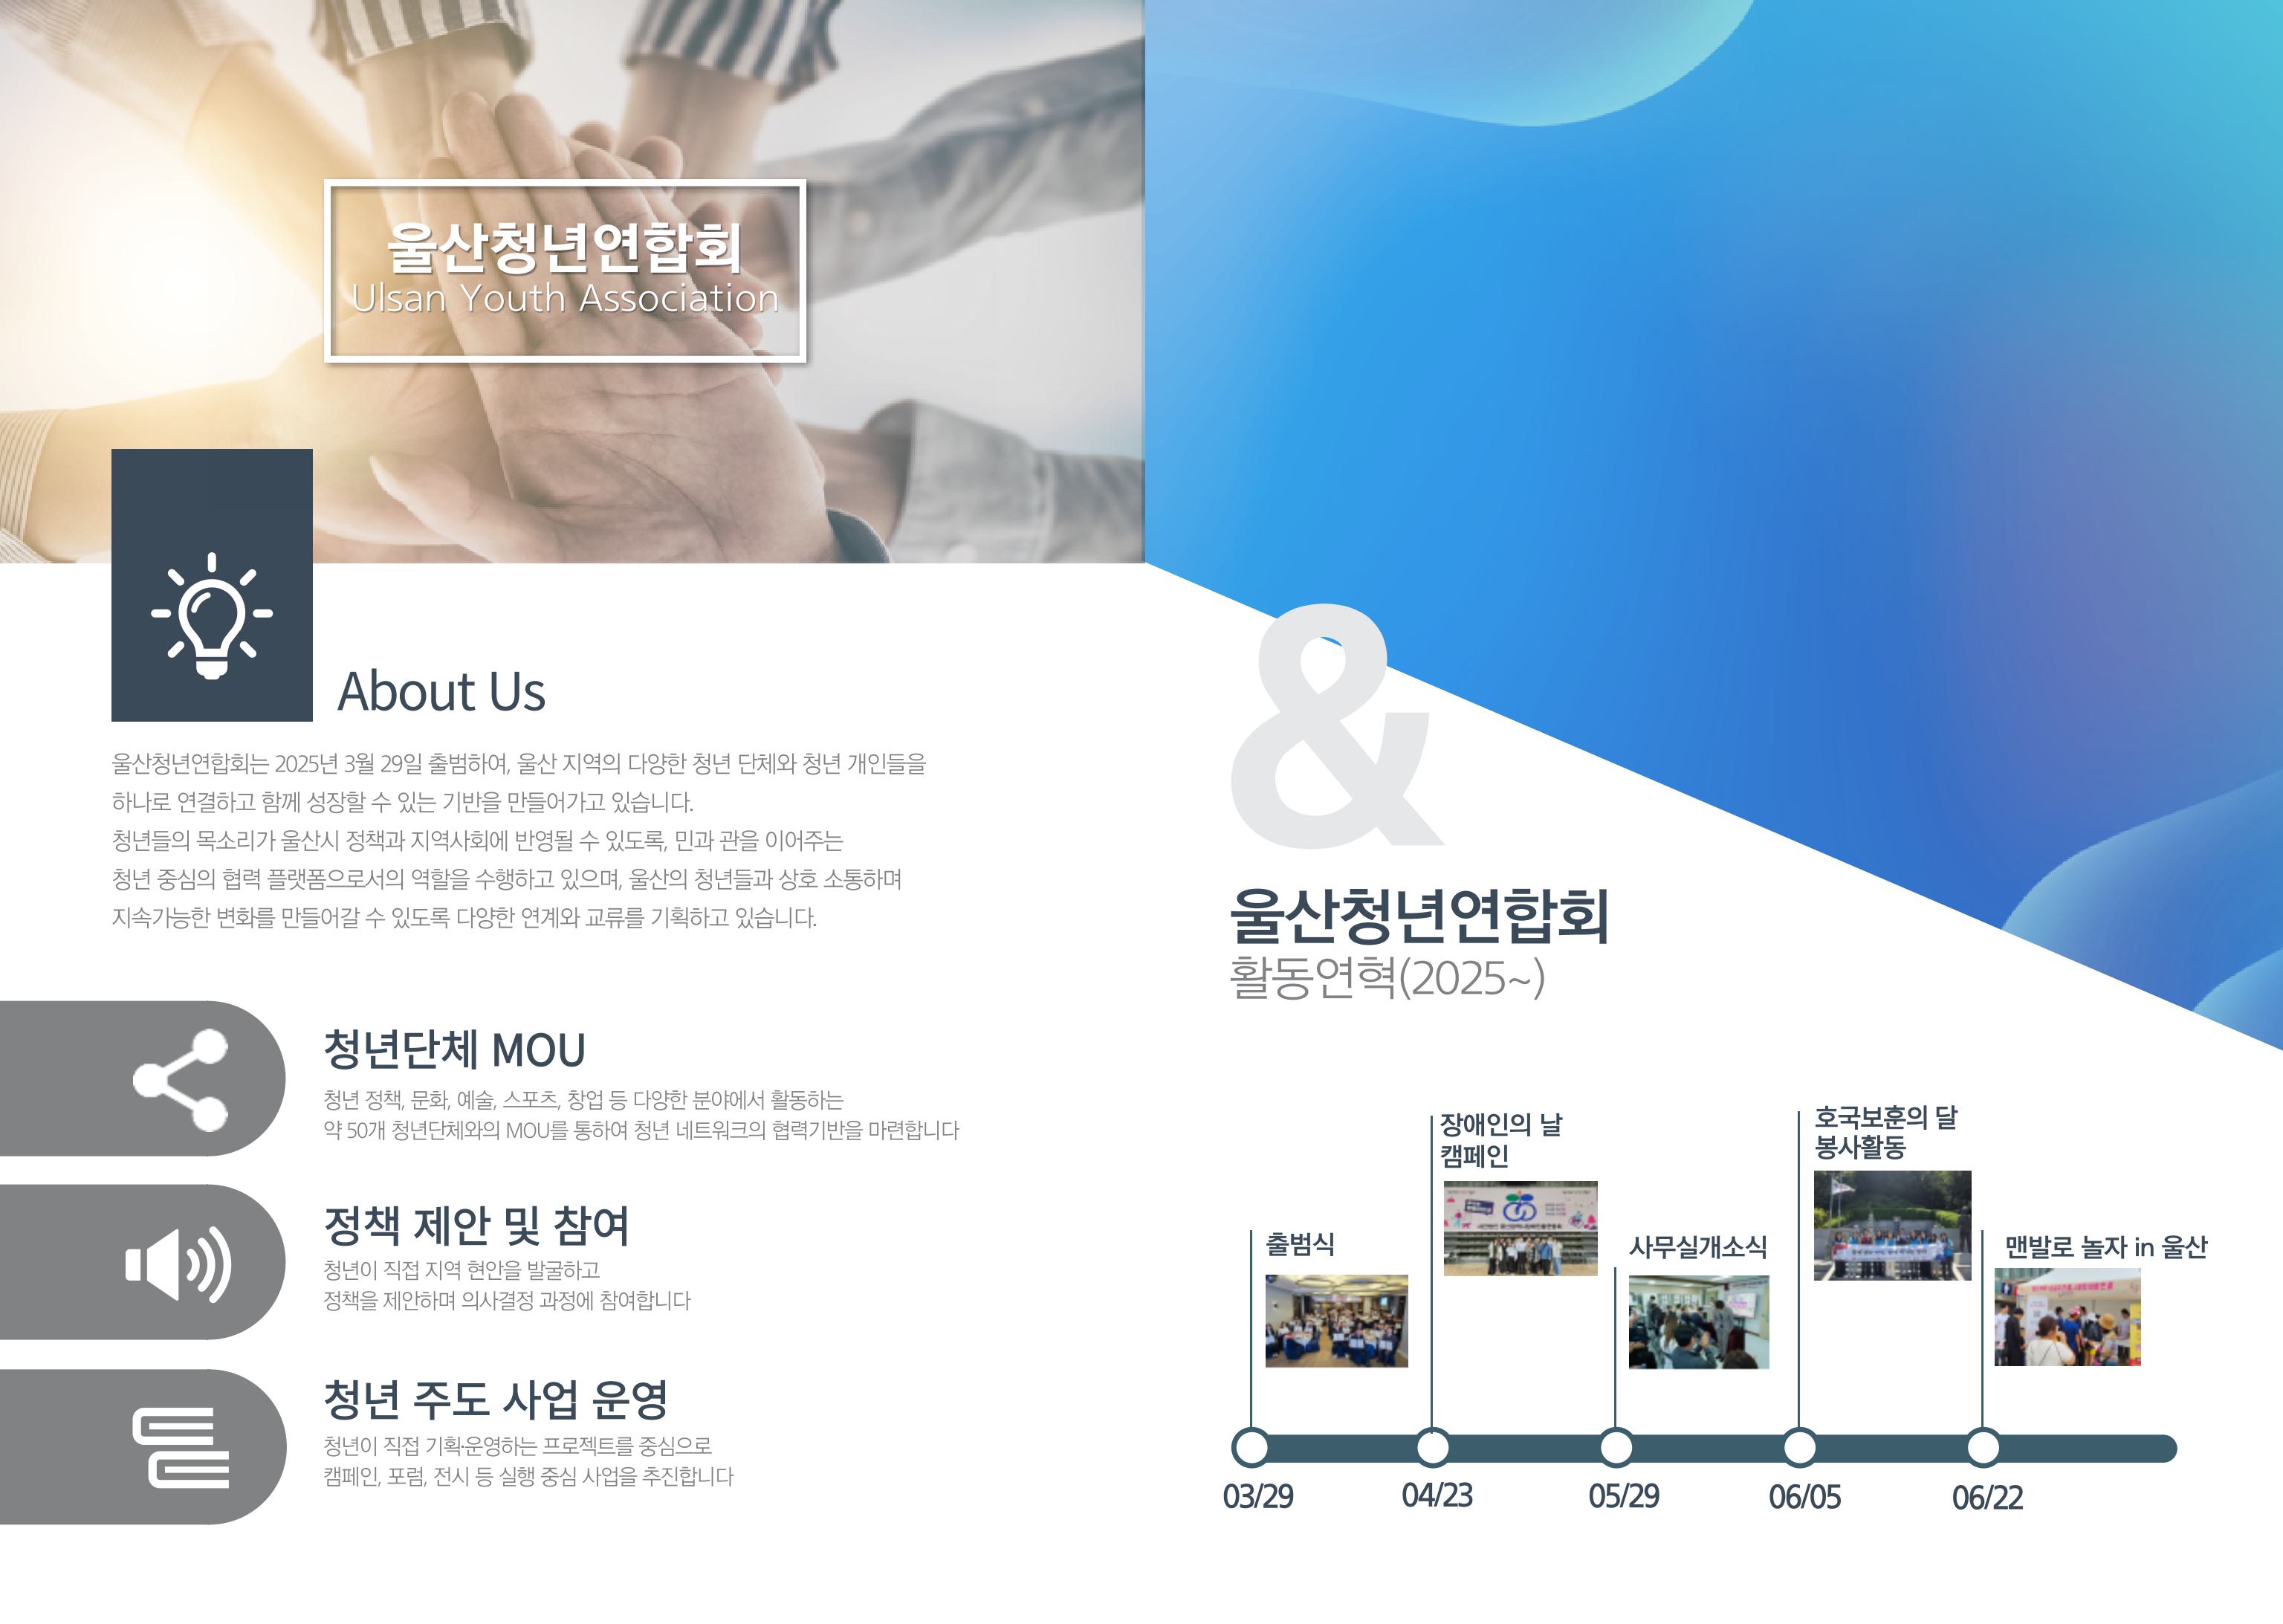 울산청년연합회
Ulsan Youth Association
About Us
울산청년연합회는 2025년 3월 29일 출범하여, 울산 지역의 다양한 청년 단체와 청년 개인들을
하나로 연결하고 함께 성장할 수 있는 기반을 만들어가고 있습니다.
청년들의 목소리가 울산시 정책과 지역사회에 반영될 수 있도록, 민과 관을 이어주는
청년 중심의 협력 플랫폼으로서의 역할을 수행하고 있으며, 울산의 청년들과 상호 소통하며
지속가능한 변화를 만들어갈 수 있도록 다양한 연계와 교류를 기획하고 있습니다.
청년단체 MOU
청년 정책, 문화, 예술, 스포츠, 창업 등 다양한 분야에서 활동하는
약 50개 청년단체와의 MOU를 통하여 청년 네트워크의 협력기반을 마련합니다
정책 제안 및 참여
청년이 직접 지역 현안을 발굴하고
정책을 제안하며 의사결정 과정에 참여합니다
청년 주도 사업 운영
청년이 직접 기획·운영하는 프로젝트를 중심으로
캠페인, 포럼, 전시 등 실행 중심 사업을 추진합니다
&
울산청년연합회
활동연혁(2025~)
출범식
장애인의 날
캠페인
사무실개소식
호국보훈의 달
봉사활동
맨발로 놀자 in 울산
03/29
04/23
05/29
06/05
06/22